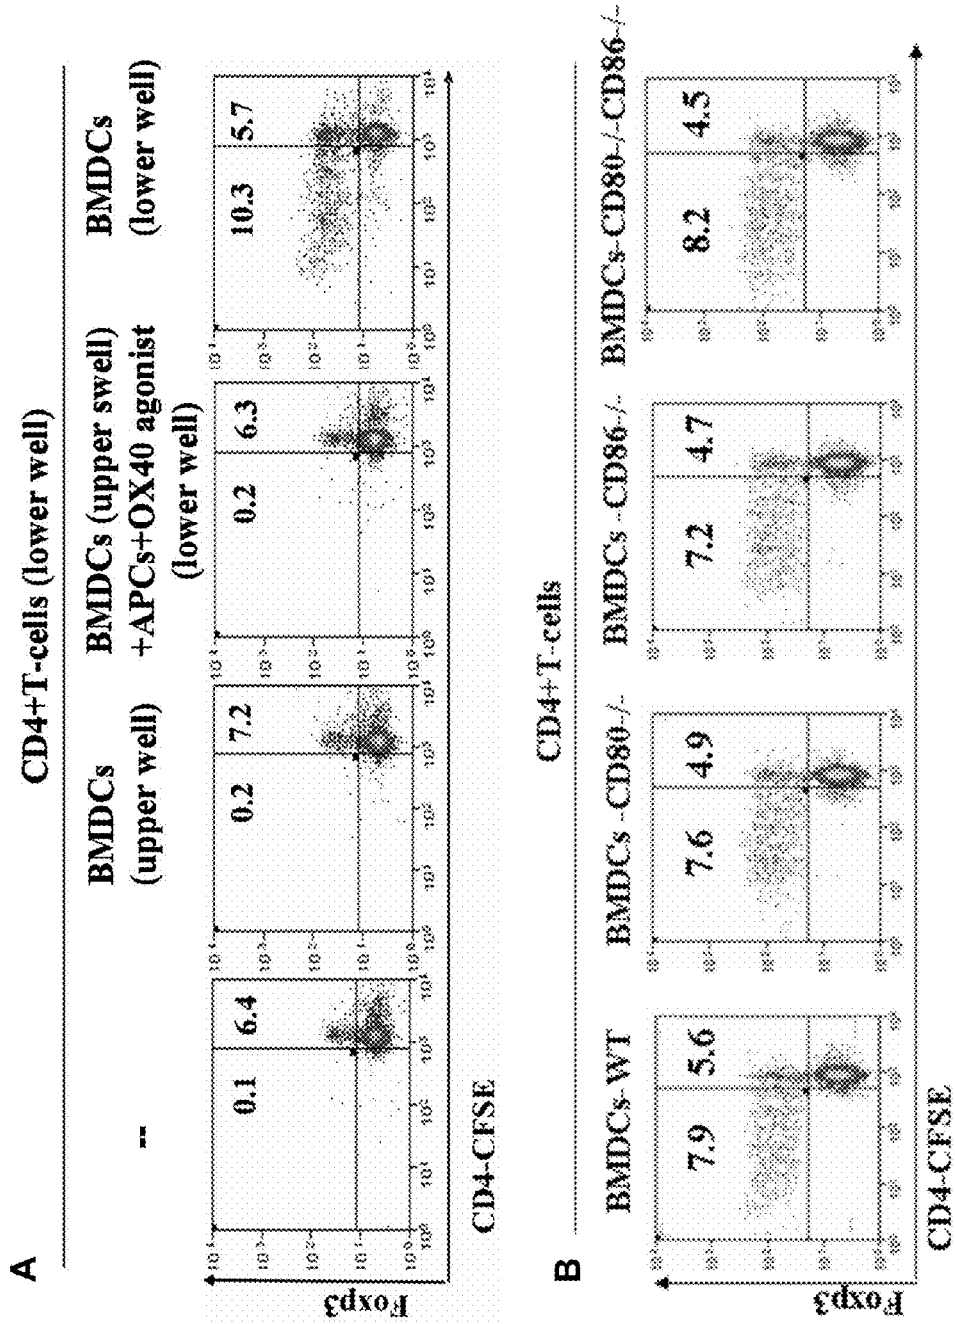 A
CD4+T-cells (lower well)
--
BMDCs
(upper well)
BMDCs (upper swell)
+APCs+OX40 agonist
(lower well)
BMDCs
(lower well)
0.1 6.4
0.2 7.2
0.2 6.3
10.3 5.7
Foxp3
CD4-CFSE
B
CD4+T-cells
BMDCs-WT
BMDCs -CD80-/-
BMDCs -CD86-/-
BMDCs-CD80-/-CD86-/-
7.9 5.6
7.6 4.9
7.2 4.7
8.2 4.5
Foxp3
CD4-CFSE